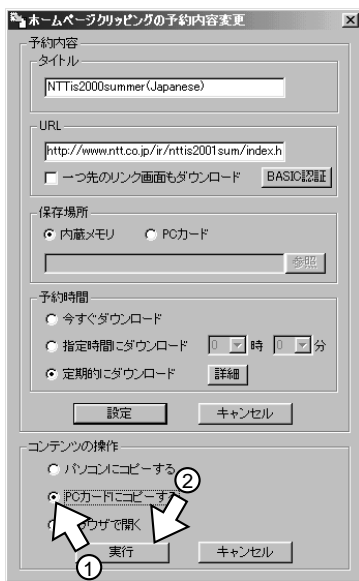 ホームページクリッピングの予約内容変更
予約内容
タイトル
NTTis2000summer(Japanese)
URL
http://www.ntt.co.jp/ir/nttis2001sum/index.h
一つ先のリンク画面もダウンロード BASIC認証
保存場所
内蔵メモリ PCカード
参照
予約時間
今すぐダウンロード
指定時間にダウンロード 0 時 0 分
定期的にダウンロード 詳細
設定 キャンセル
コンテンツの操作
パソコンにコピーする
PCカードにコピーする ②
ラウザで開く
① 実行 キャンセル